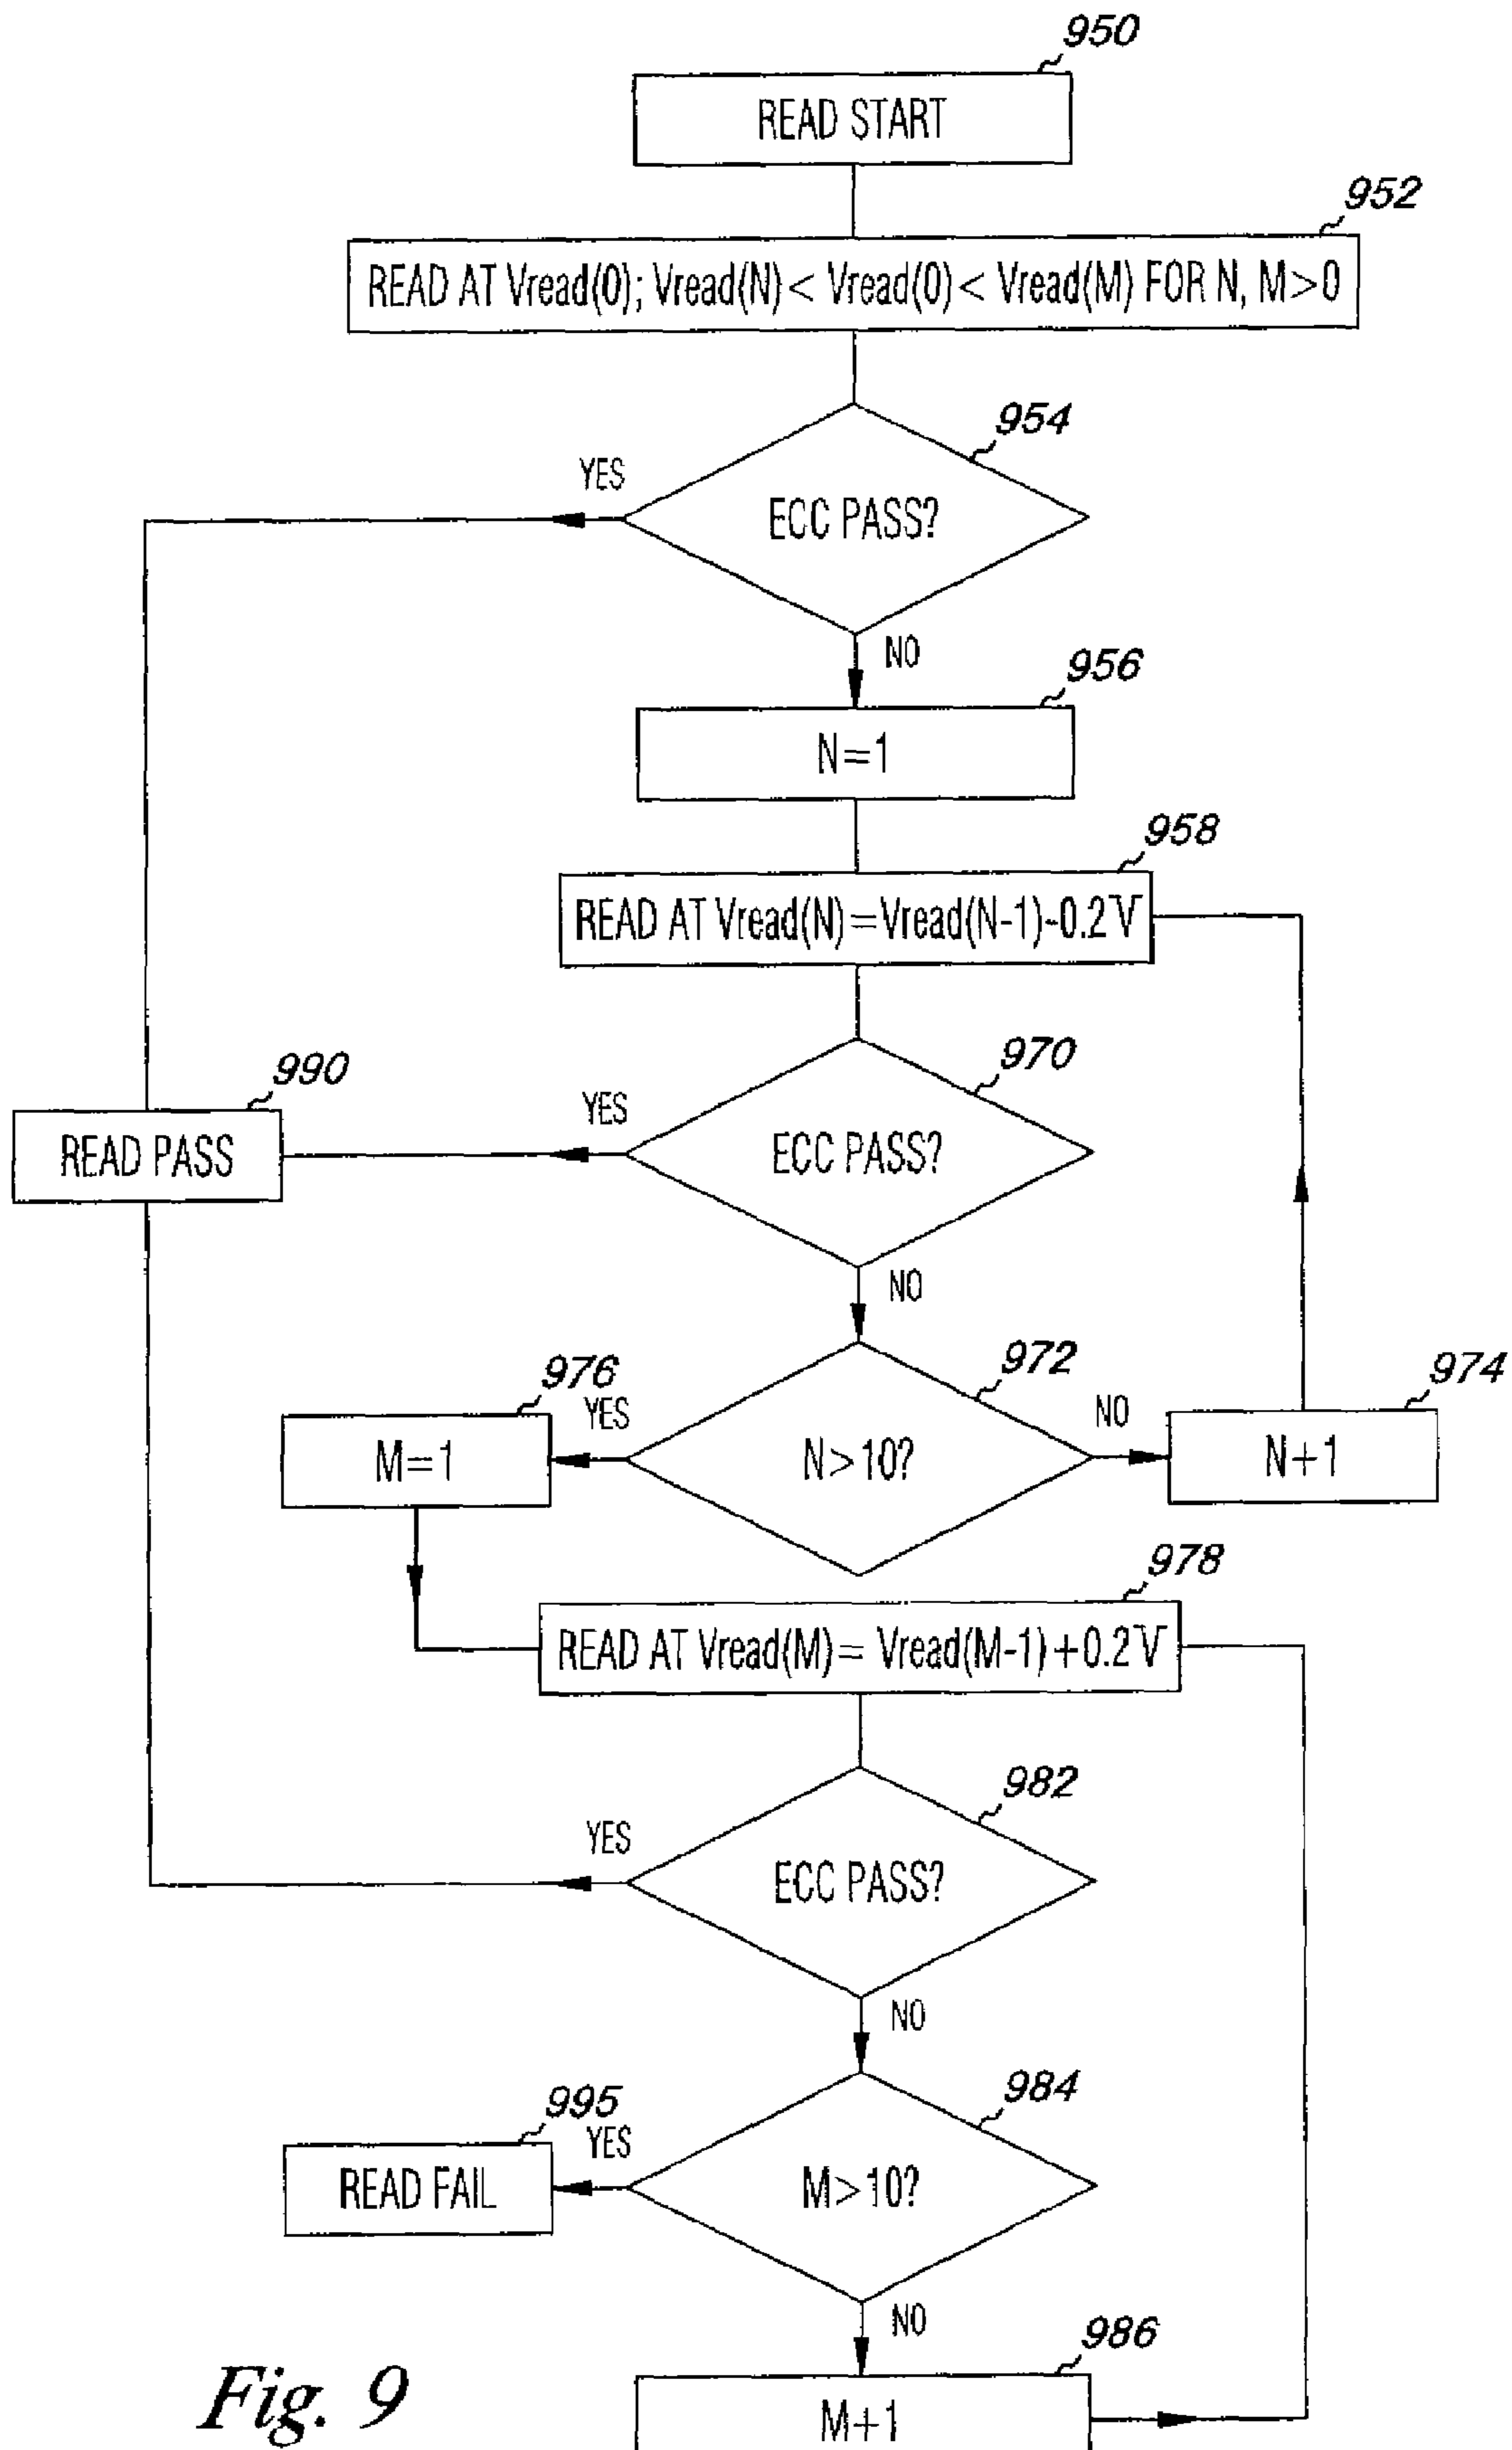 950
READ START
952
READ AT Vread(0); Vread(N) < Vread(0) < Vread(M) FOR N, M>0
954
YES
ECC PASS?
NO
956
N=1
958
READ AT Vread(N)=Vread(N-1)-0.2V
970
990
YES
READ PASS
ECC PASS?
NO
972
974
976
YES
NO
M=1
N>10?
N+1
978
READ AT Vread(M)= Vread(M-1)+0.2V
982
YES
ECC PASS?
NO
984
995
YES
READ FAIL
M>10?
NO
986
Fig. 9
M+1